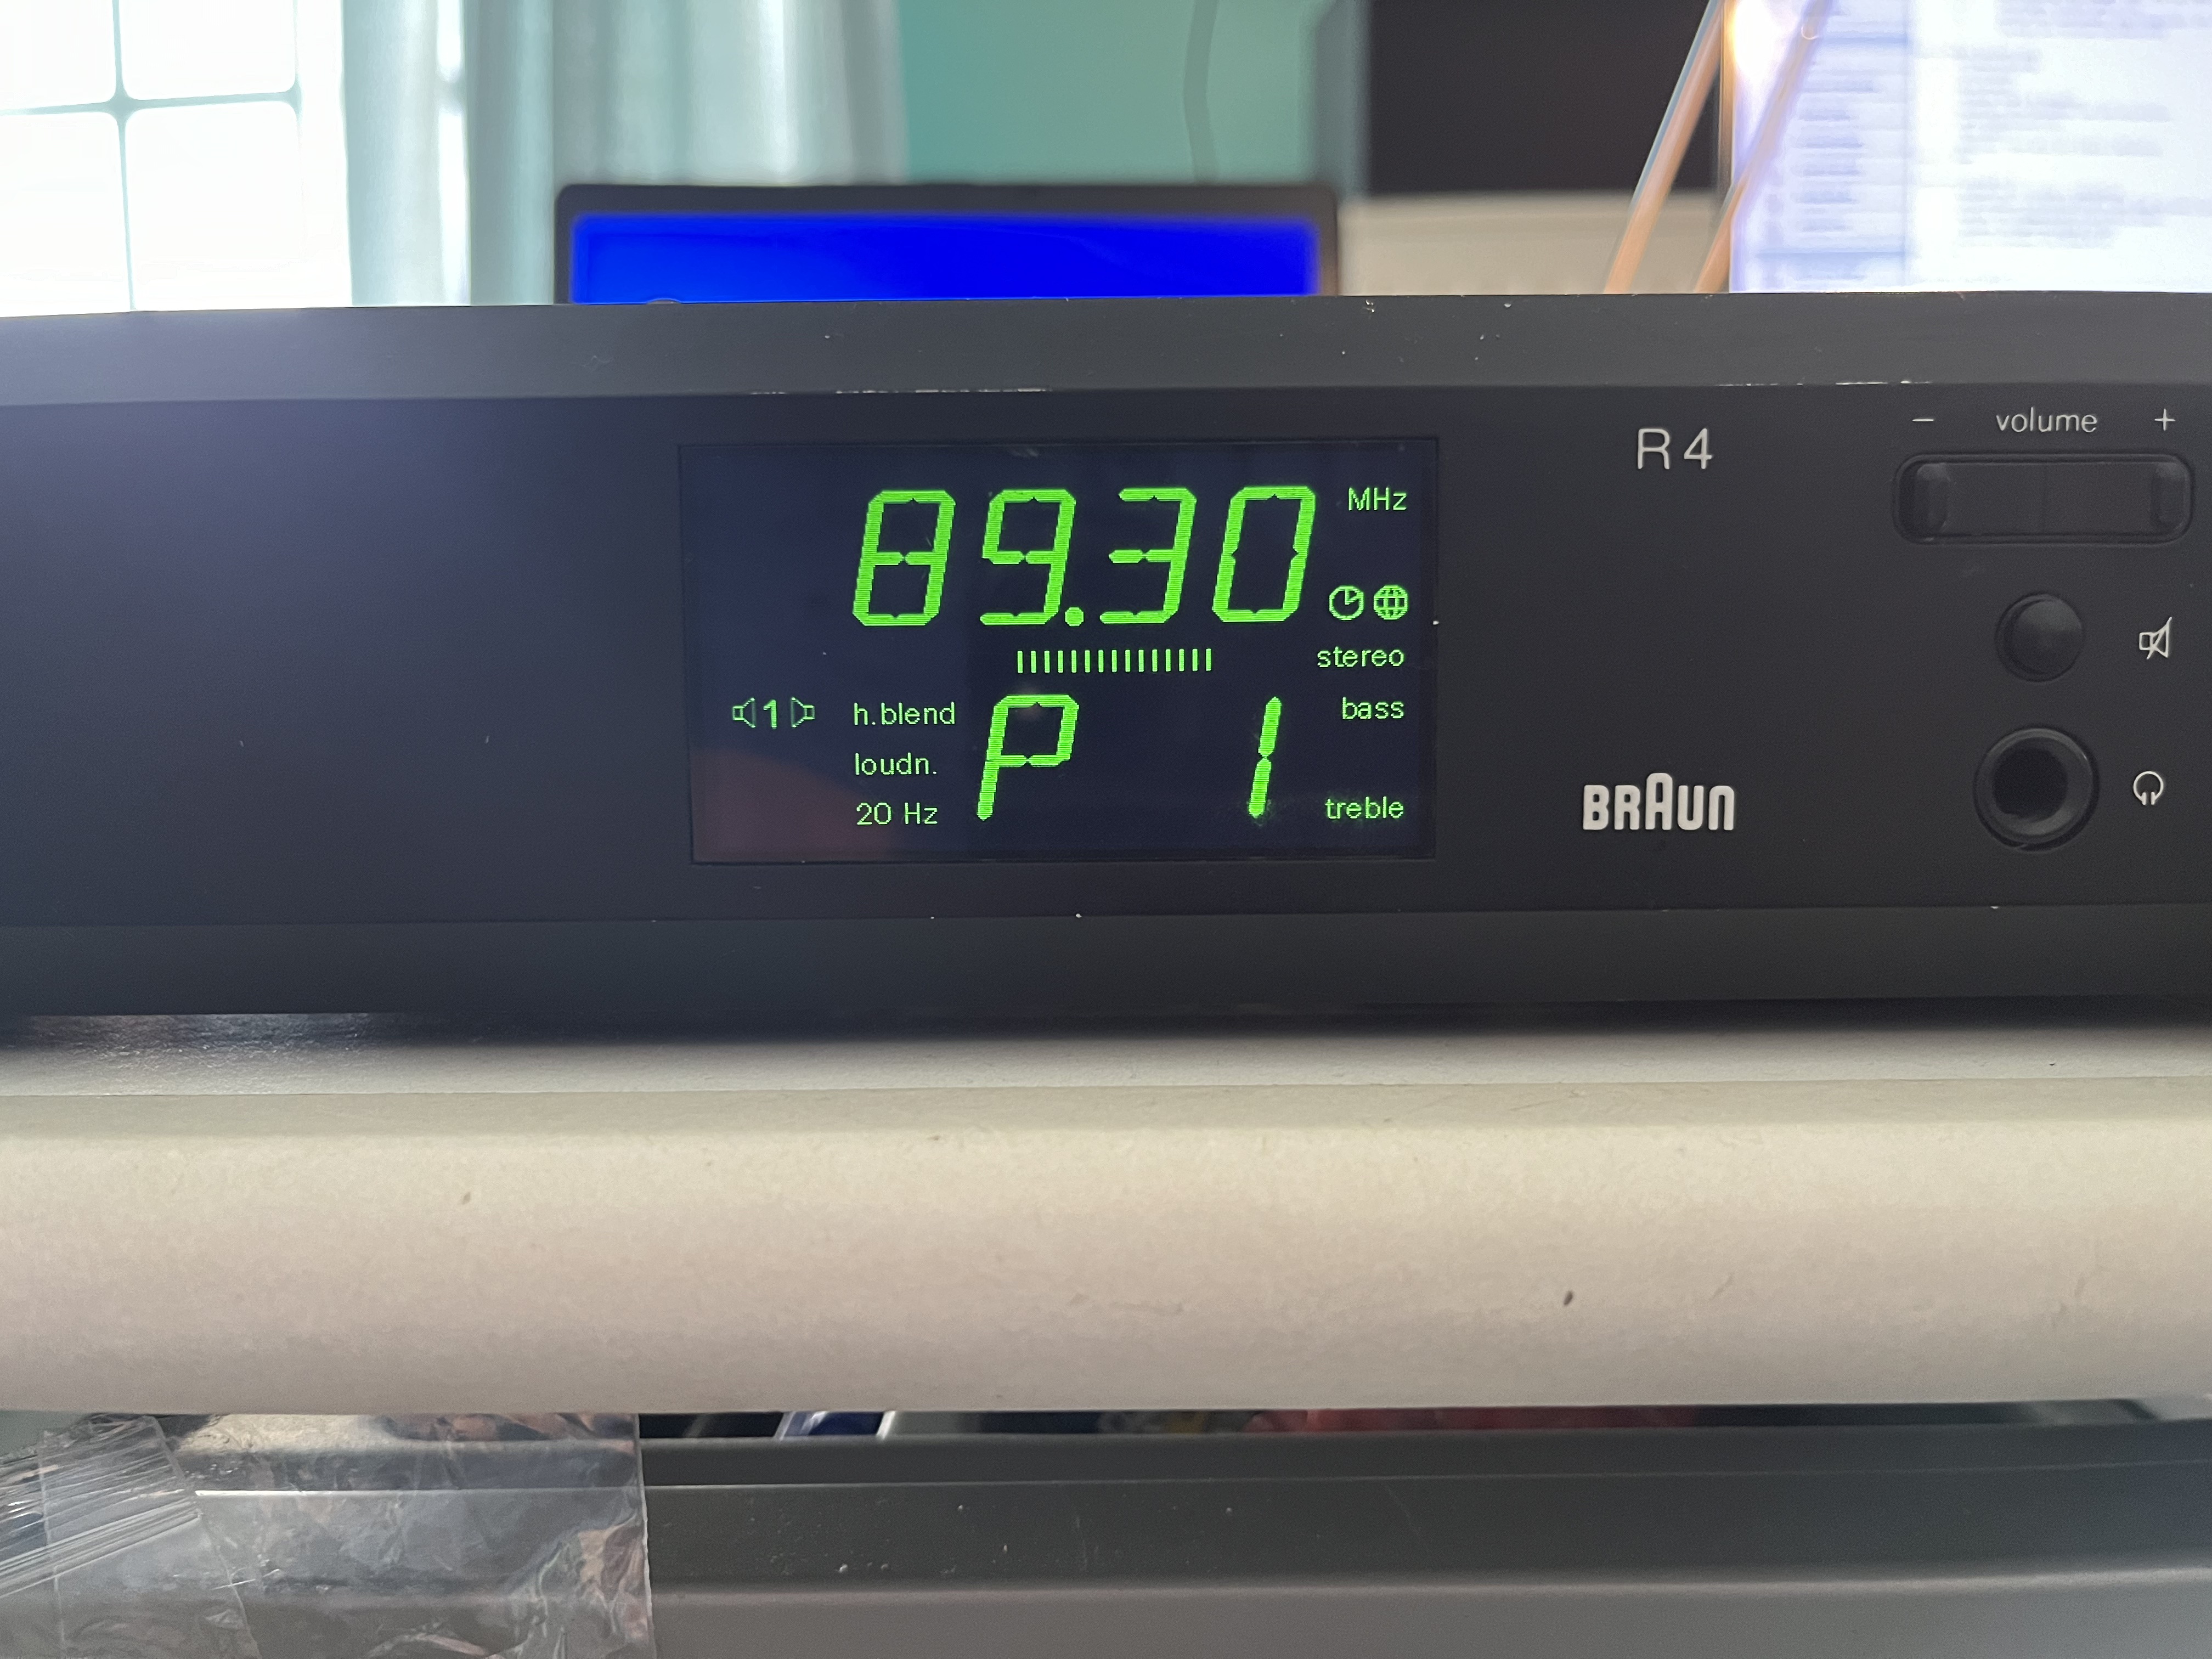 89.30 MHz
stereo
1 h.blend P 1 bass
loudn.
20 Hz treble
R4
BRAUN
− volume +